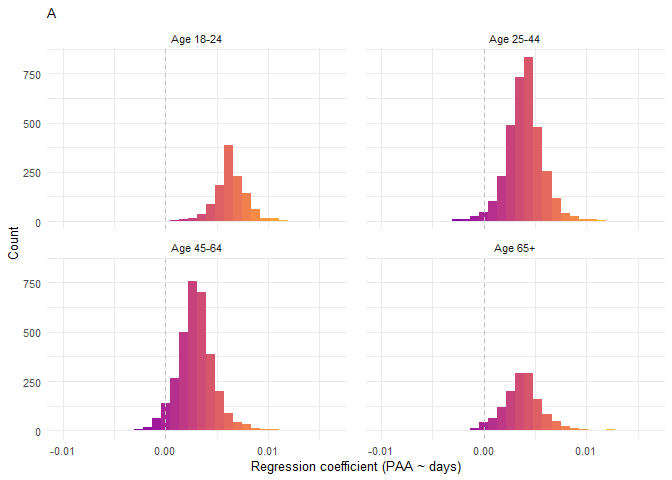 A
Age 18-24
Age 25-44
750
500
250
0
Age 45-64
Age 65+
750
500
250
0
Count
-0.01
0.00
0.01
-0.01
0.00
0.01
Regression coefficient (PAA ~ days)